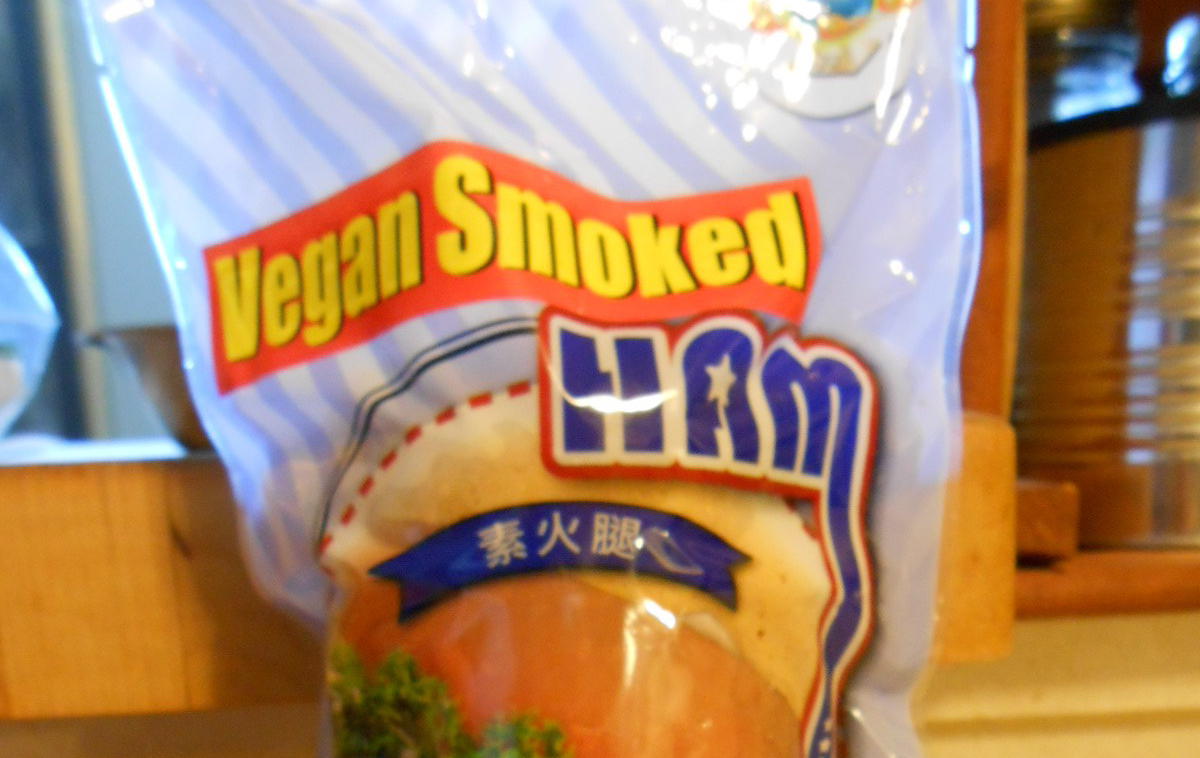 Vegan Smoked
HAM
素火腿